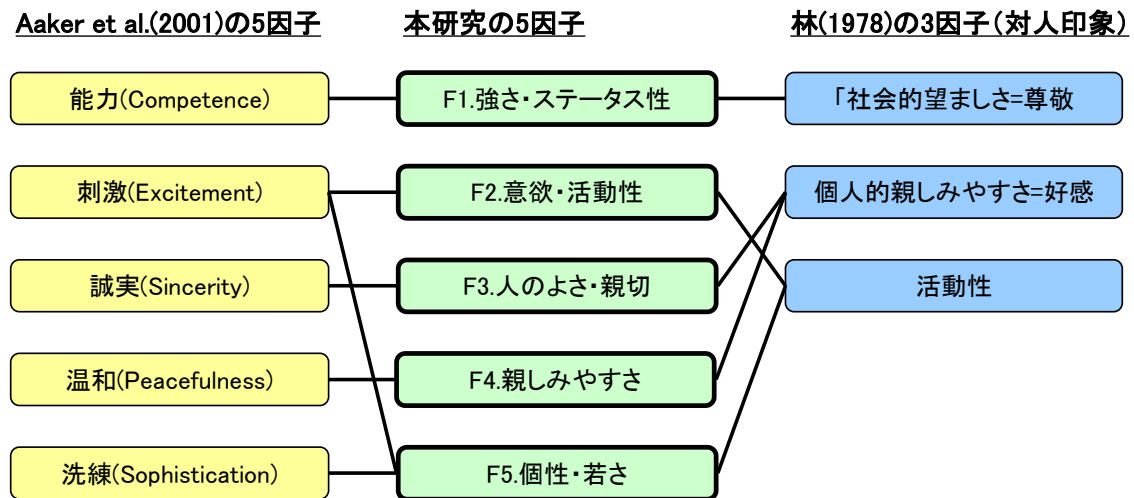 Aaker et al.(2001)の5因子
本研究の5因子
林(1978)の3因子(対人印象)
能力(Competence)
F1.強さ・ステータス性
「社会的望ましさ=尊敬
刺激(Excitement)
F2.意欲・活動性
個人的親しみやすさ=好感
誠実(Sincerity)
F3.人のよさ・親切
活動性
温和(Peacefulness)
F4.親しみやすさ
洗練(Sophistication)
F5.個性・若さ